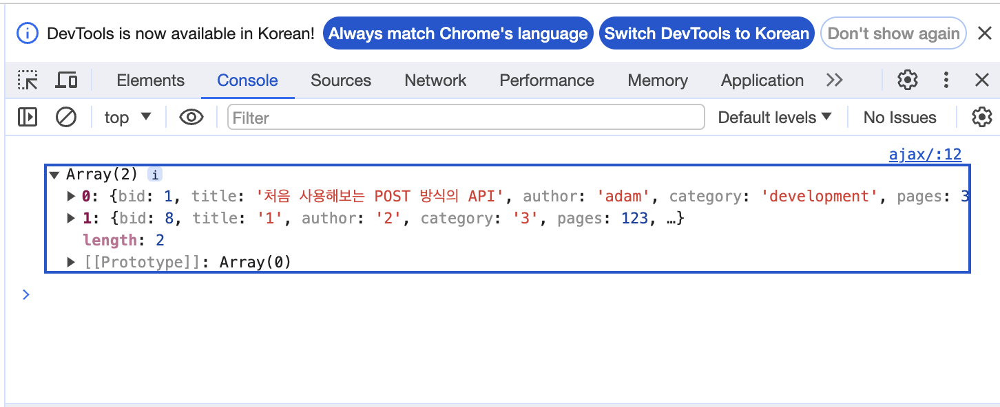 DevTools is now available in Korean! Always match Chrome's language Switch DevTools to Korean Don't show again
Elements Console Sources Network Performance Memory Application
top Filter Default levels No Issues
ajax/:12
Array(2) i
0: {bid: 1, title: '처음 사용해보는 POST 방식의 API', author: 'adam', category: 'development', pages: 3
1: {bid: 8, title: '1', author: '2', category: '3', pages: 123, …}
length: 2
[[Prototype]]: Array(0)